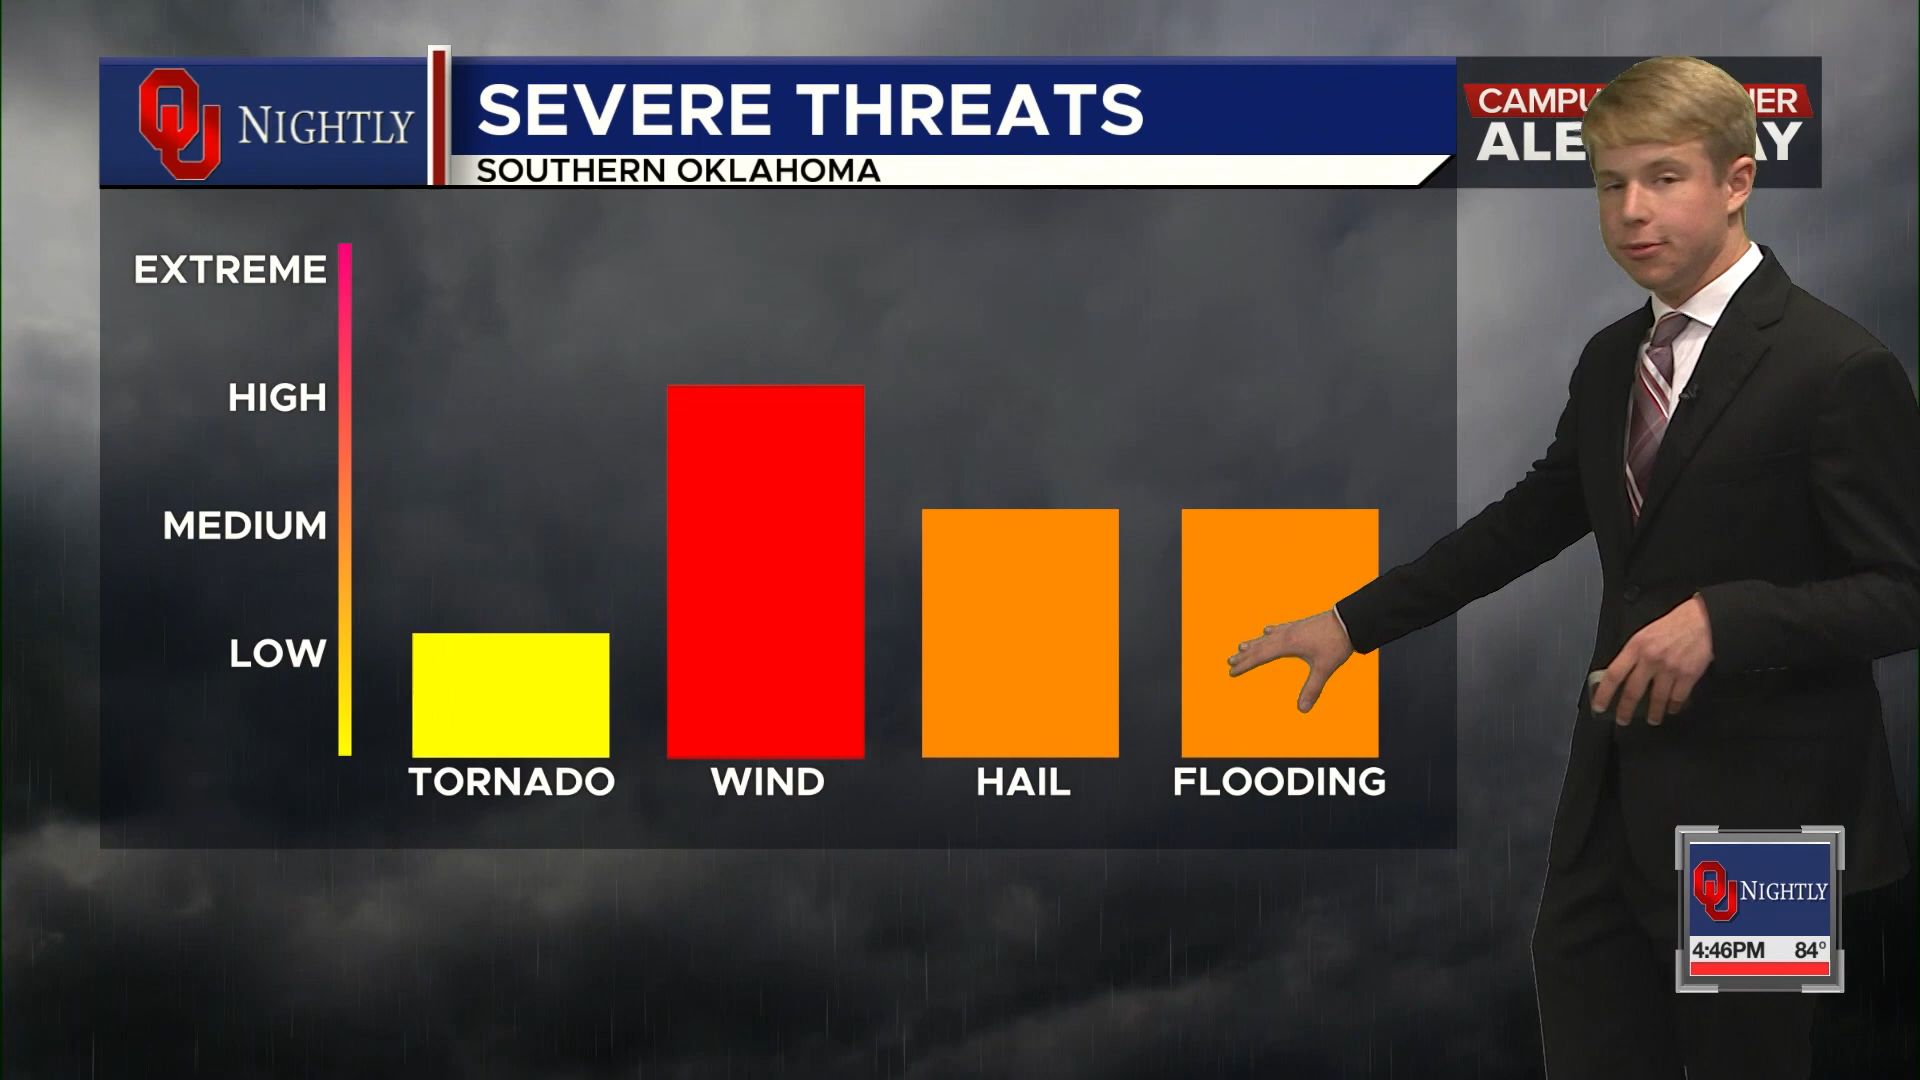 OU NIGHTLY
SEVERE THREATS
SOUTHERN OKLAHOMA
EXTREME
HIGH
MEDIUM
LOW
TORNADO
WIND
HAIL
FLOODING
OU NIGHTLY
4:46PM 84°